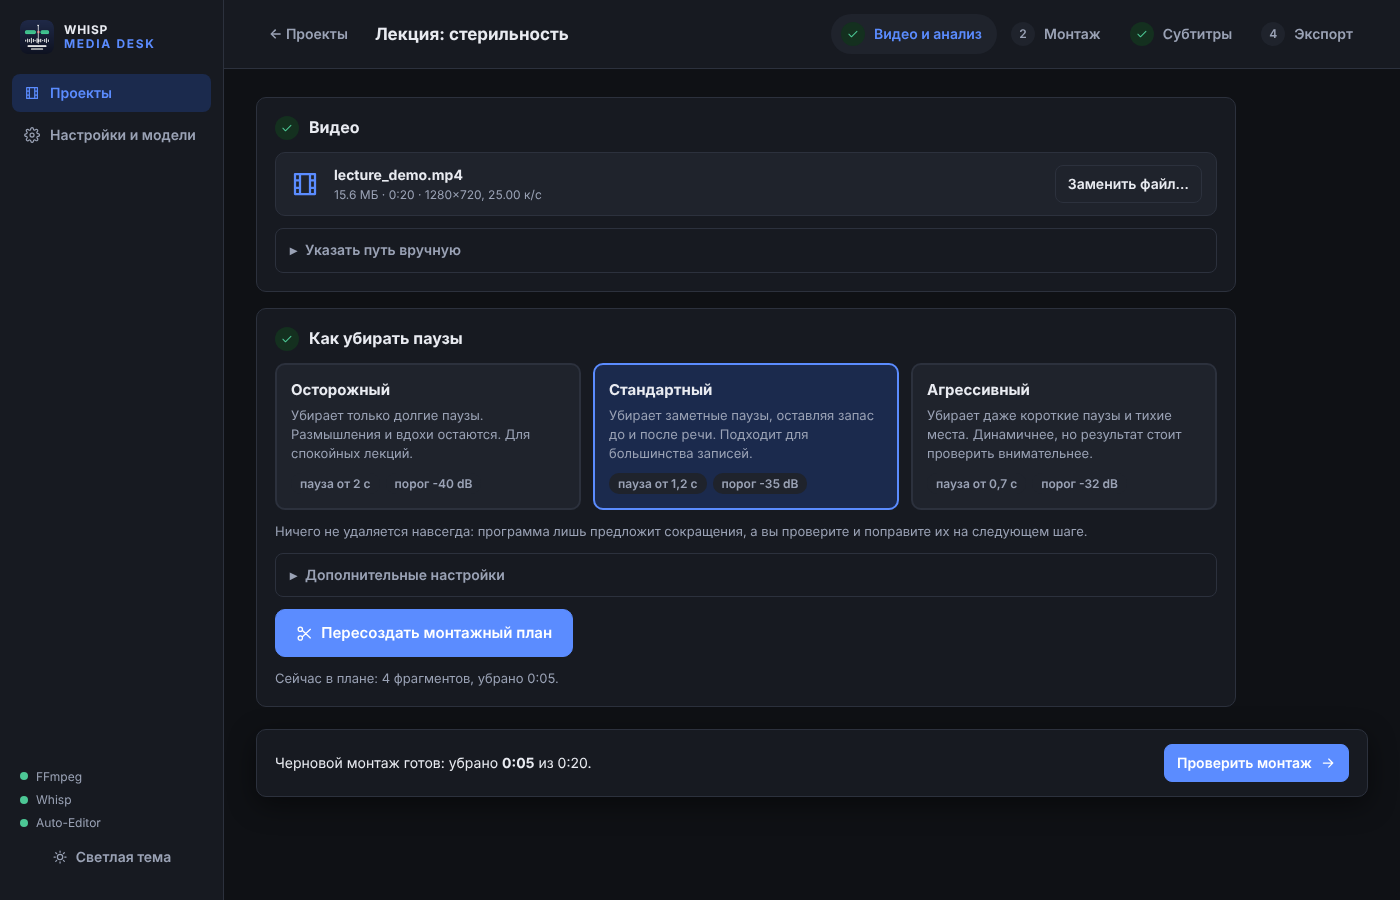 WHISP
MEDIA DESK
Проекты
Настройки и модели
← Проекты
Лекция: стерильность
Видео и анализ
2 Монтаж
Субтитры
4 Экспорт
Видео
lecture_demo.mp4
15.6 МБ · 0:20 · 1280×720, 25.00 к/с
Заменить файл...
▸ Указать путь вручную
Как убирать паузы
Осторожный
Убирает только долгие паузы.
Размышления и вдохи остаются. Для
спокойных лекций.
пауза от 2 с порог -40 dB
Стандартный
Убирает заметные паузы, оставляя запас
до и после речи. Подходит для
большинства записей.
пауза от 1,2 с порог -35 dB
Агрессивный
Убирает даже короткие паузы и тихие
места. Динамичнее, но результат стоит
проверить внимательнее.
пауза от 0,7 с порог -32 dB
Ничего не удаляется навсегда: программа лишь предложит сокращения, а вы проверите и поправите их на следующем шаге.
▸ Дополнительные настройки
Пересоздать монтажный план
Сейчас в плане: 4 фрагментов, убрано 0:05.
Черновой монтаж готов: убрано 0:05 из 0:20.
Проверить монтаж →
FFmpeg
Whisp
Auto-Editor
Светлая тема